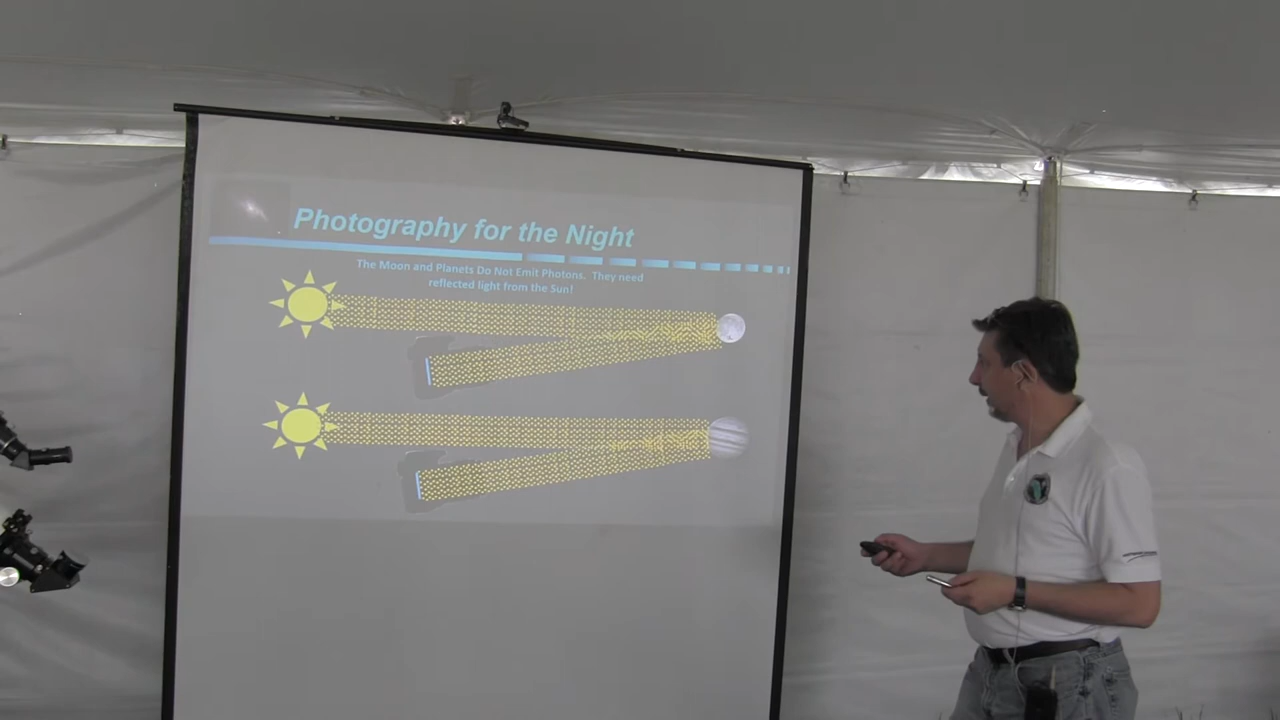 Photography for the Night
The Moon and Planets Do Not Emit Photons. They need
reflected light from the Sun!